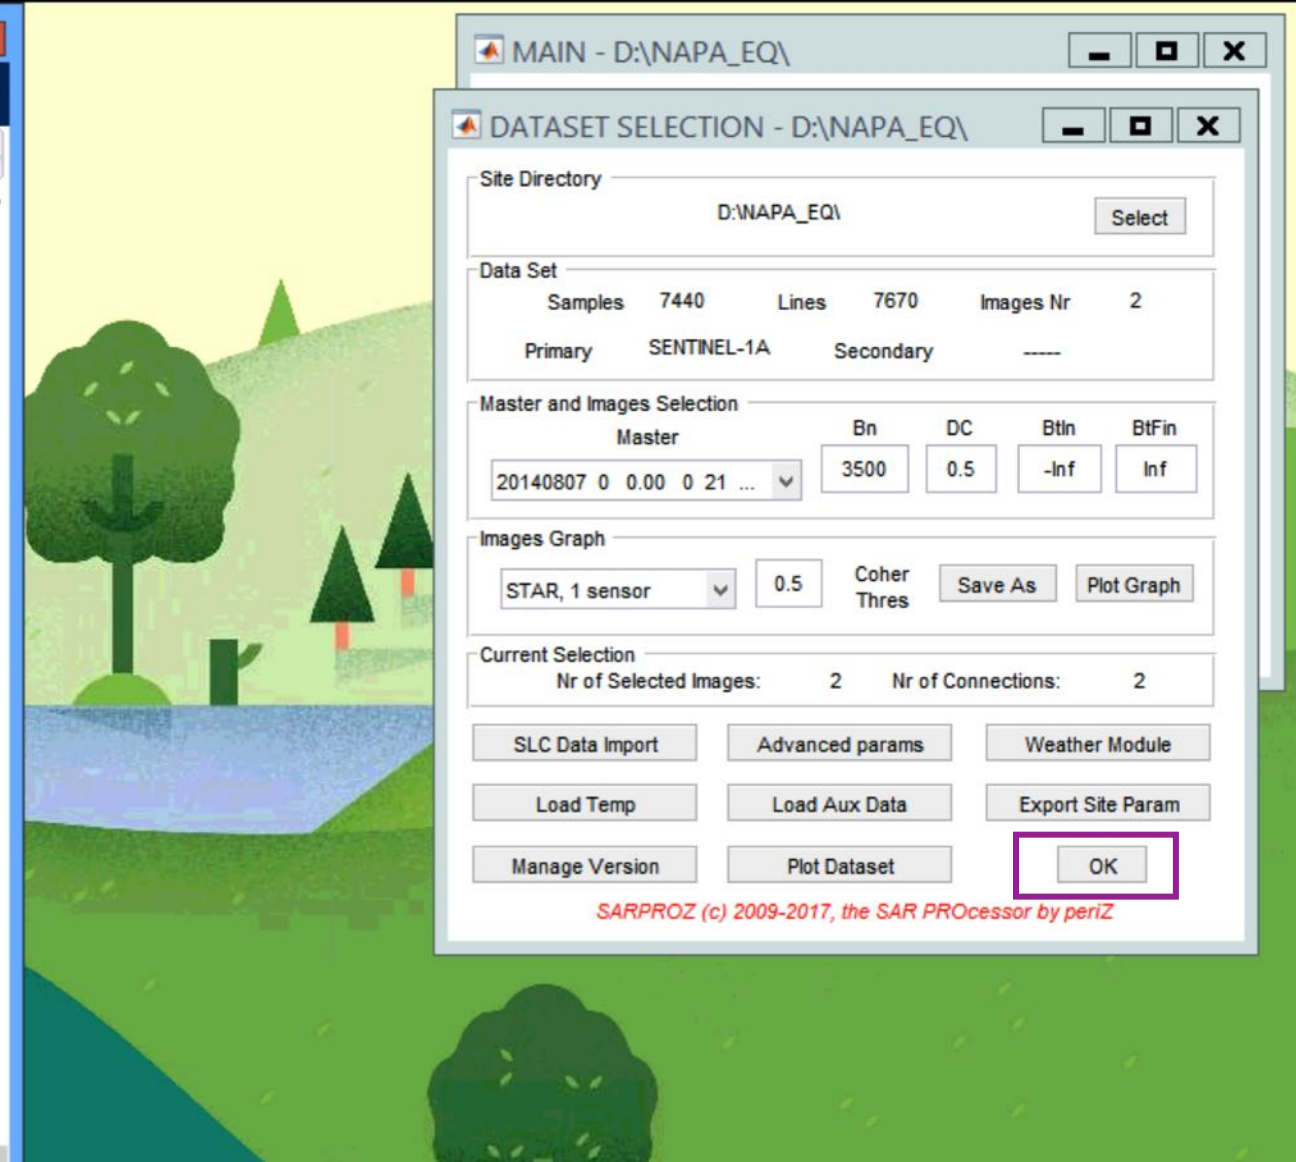 MAIN - D:\NAPA_EQ\
DATASET SELECTION - D:\NAPA_EQ\
Site Directory
D:\NAPA_EQ\ Select
Data Set
Samples 7440 Lines 7670 Images Nr 2
Primary SENTINEL-1A Secondary -----
Master and Images Selection
Master Bn DC BtIn BtFin
20140807 0 0.00 0 21 ... 3500 0.5 -Inf Inf
Images Graph
STAR, 1 sensor 0.5 Coher Thres Save As Plot Graph
Current Selection
Nr of Selected Images: 2 Nr of Connections: 2
SLC Data Import Advanced params Weather Module
Load Temp Load Aux Data Export Site Param
Manage Version Plot Dataset OK
SARPROZ (c) 2009-2017, the SAR PROcessor by periZ